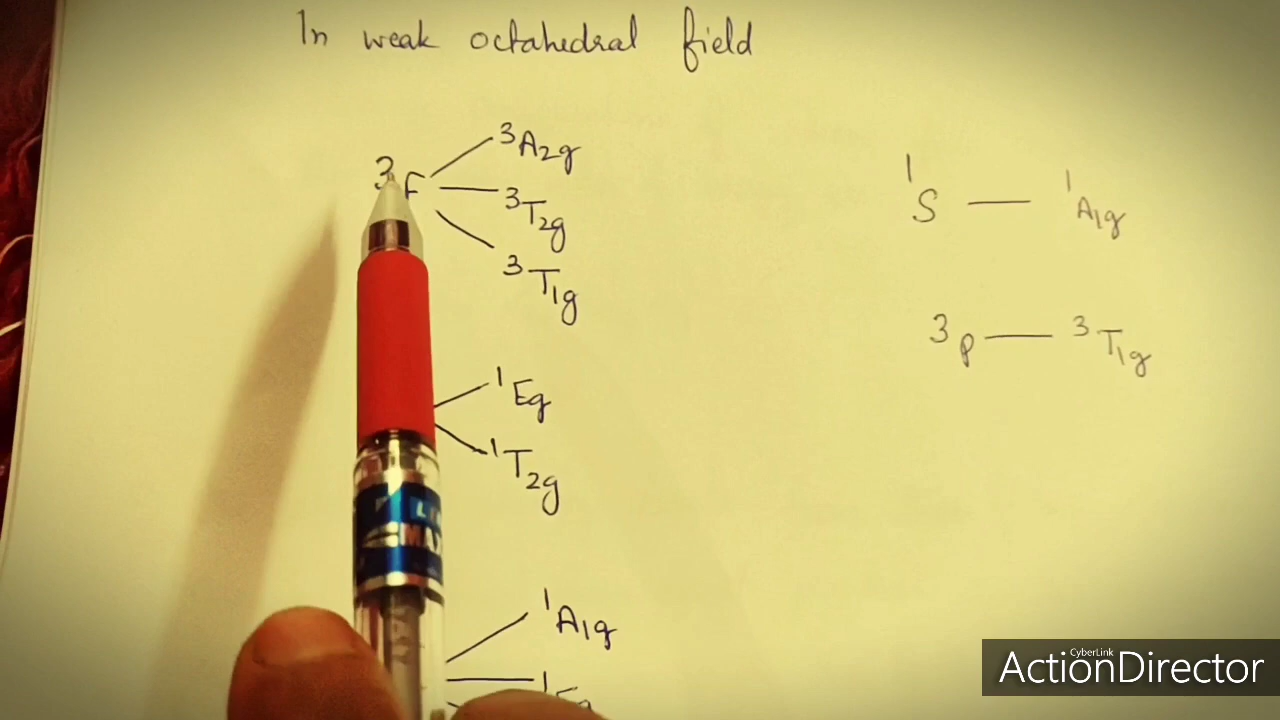 In weak octahedral field
³F
³A₂g
³T₂g
³T₁g
¹Eg
¹T₂g
¹A₁g
¹S — ¹A₁g
³P — ³T₁g
CyberLink
ActionDirector